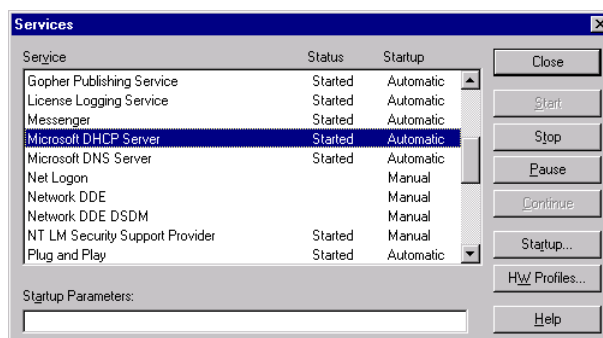 Services
Service Status Startup
Gopher Publishing Service Started Automatic
License Logging Service Started Automatic
Messenger Started Automatic
Microsoft DHCP Server Started Automatic
Microsoft DNS Server Started Automatic
Net Logon Manual
Network DDE Manual
Network DDE DSDM Manual
NT LM Security Support Provider Started Manual
Plug and Play Started Automatic
Startup Parameters:
Close
Start
Stop
Pause
Continue
Startup...
HW Profiles...
Help